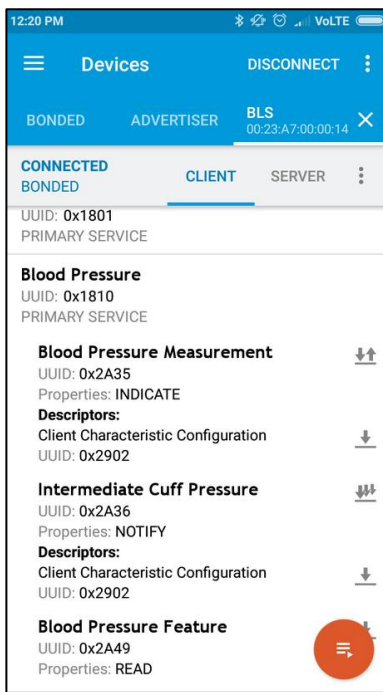 12:20 PM VoLTE
Devices DISCONNECT
BONDED ADVERTISER BLS
00:23:A7:00:00:14
CONNECTED
BONDED CLIENT SERVER
UUID: 0x1801
PRIMARY SERVICE
Blood Pressure
UUID: 0x1810
PRIMARY SERVICE
Blood Pressure Measurement
UUID: 0x2A35
Properties: INDICATE
Descriptors:
Client Characteristic Configuration
UUID: 0x2902
Intermediate Cuff Pressure
UUID: 0x2A36
Properties: NOTIFY
Descriptors:
Client Characteristic Configuration
UUID: 0x2902
Blood Pressure Feature
UUID: 0x2A49
Properties: READ